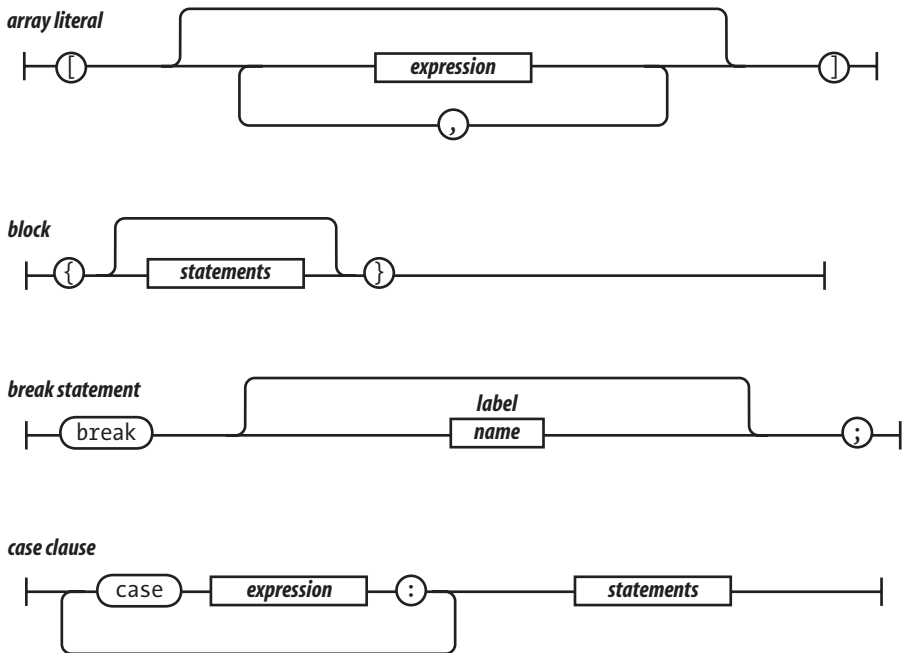 array literal
[ expression ]
,
block
{ statements }
break statement
label
break name ;
case clause
case expression : statements